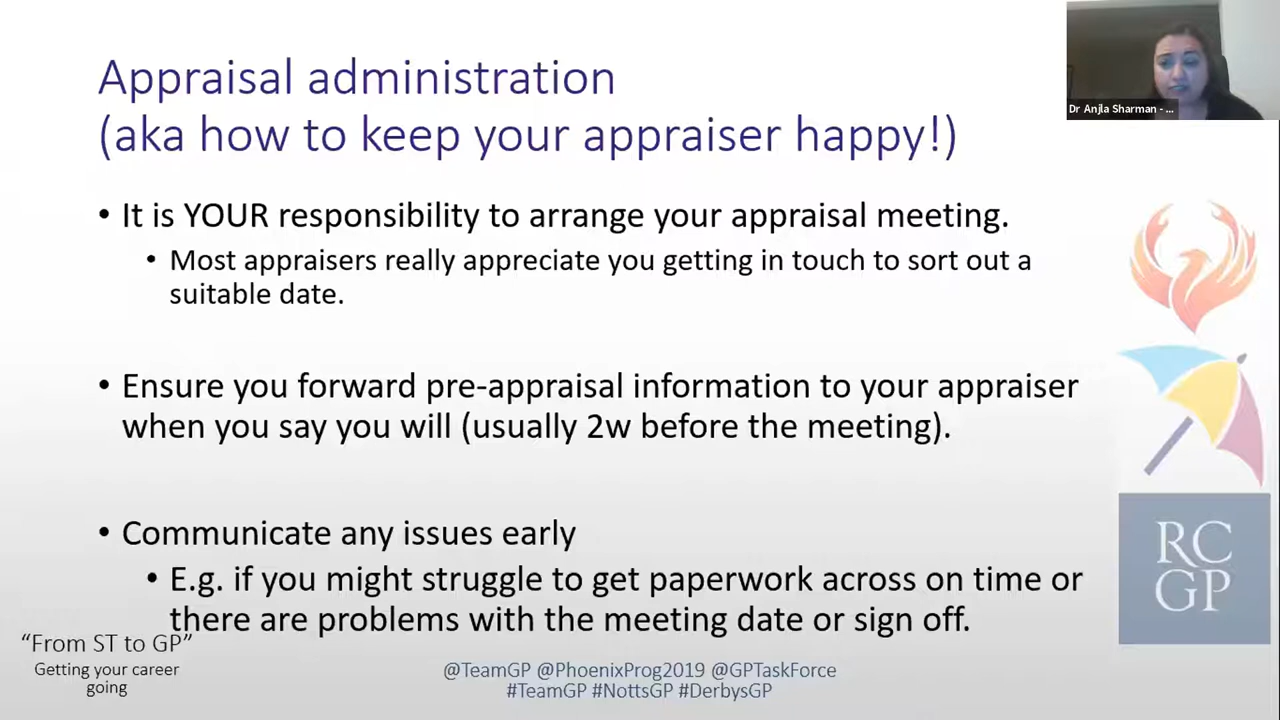 Appraisal administration
(aka how to keep your appraiser happy!)
Dr Anjla Sharman - ...
• It is YOUR responsibility to arrange your appraisal meeting.
• Most appraisers really appreciate you getting in touch to sort out a
suitable date.
• Ensure you forward pre-appraisal information to your appraiser
when you say you will (usually 2w before the meeting).
• Communicate any issues early
• E.g. if you might struggle to get paperwork across on time or
there are problems with the meeting date or sign off.
RC
GP
“From ST to GP”
Getting your career
going
@TeamGP @PhoenixProg2019 @GPTaskForce
#TeamGP #NottsGP #DerbysGP